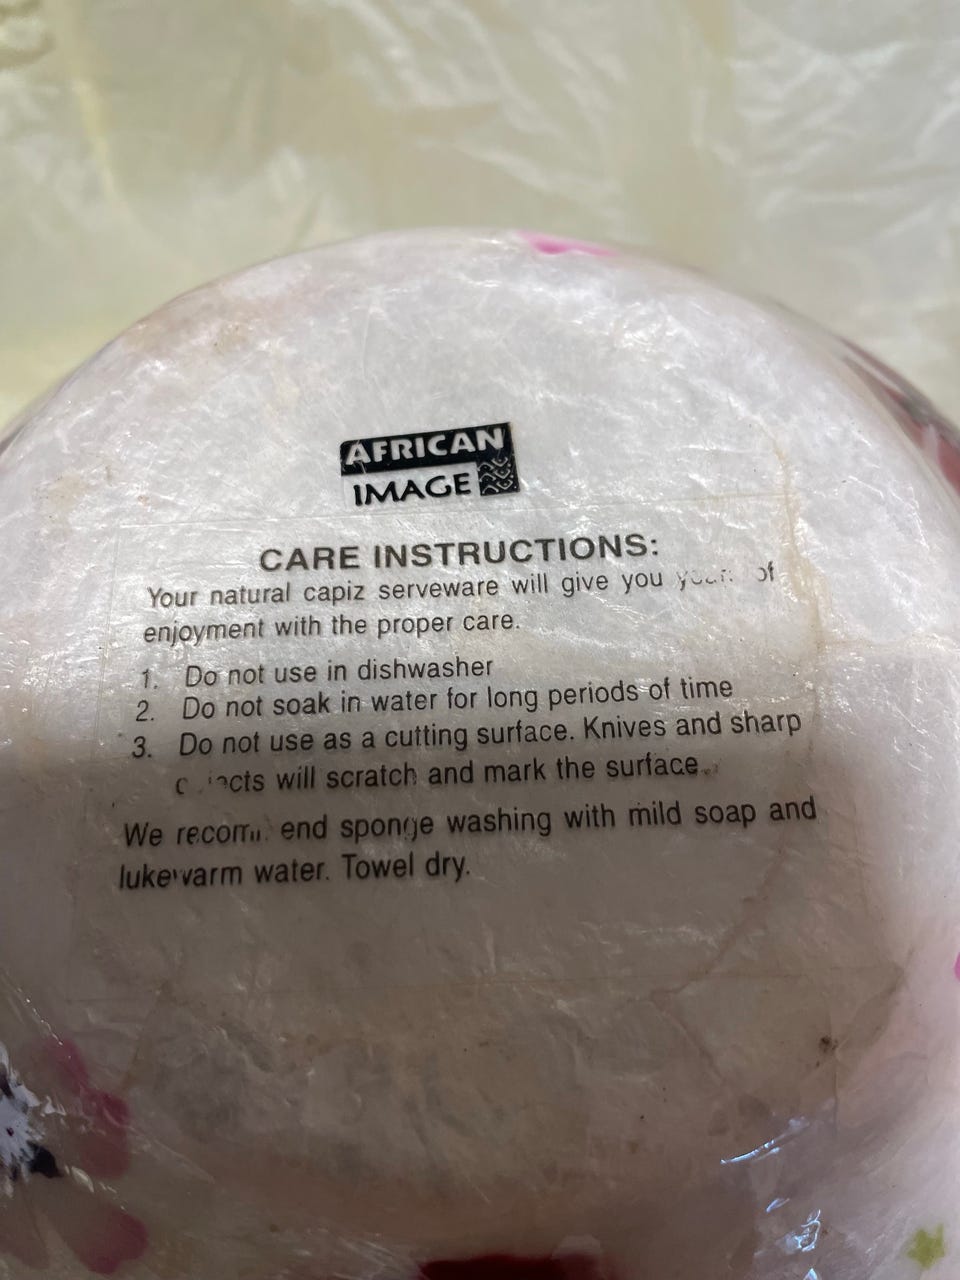 AFRICAN
IMAGE
CARE INSTRUCTIONS:
Your natural capiz serveware will give you of
enjoyment with the proper care.
1. Do not use in dishwasher
2. Do not soak in water for long periods of time
3. Do not use as a cutting surface. Knives and sharp
will scratch and mark the surface.
We recommend sponge washing with mild soap and
lukewarm water. Towel dry.